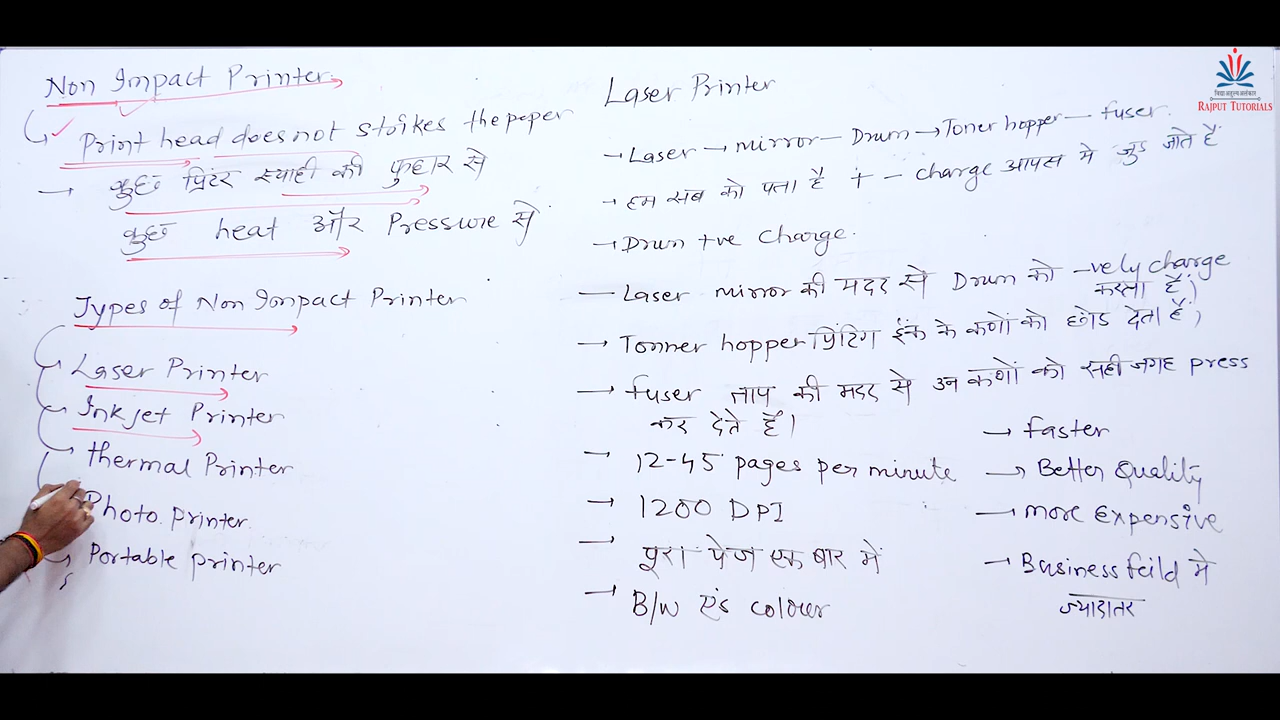 Non Impact Printer
Print head does not strikes the paper
→ कुछ प्रिंटर स्याही की फुहार से
कुछ heat और Pressure से
Types of Non Impact Printer
Laser Printer
Inkjet Printer
thermal Printer
Photo. Printer.
Portable printer
Laser Printer
→ Laser → mirror — Drum → Toner hopper — fuser.
→ हम सब को पता है + - charge आपस मे जुड जाते हैं
→ Drum +ve Charge.
— Laser mirror की मदद से Drum को -vely charge
करता है।
→ Tonner hopper प्रिंटिग ईंक के कणों को छोड देता है।
→ fuser ताप की मदद से उन कणों को सही जगह press
कर देते हैं।
→ 12-45 pages per minute
→ 1200 DPI
→ पूरा पेज एक बार में
→ B/W एंड colour
→ faster
→ Better Quality
→ more Expensive
→ Business feild मे
ज्यादातर
विद्या अतुल्य अलंकार
RAJPUT TUTORIALS